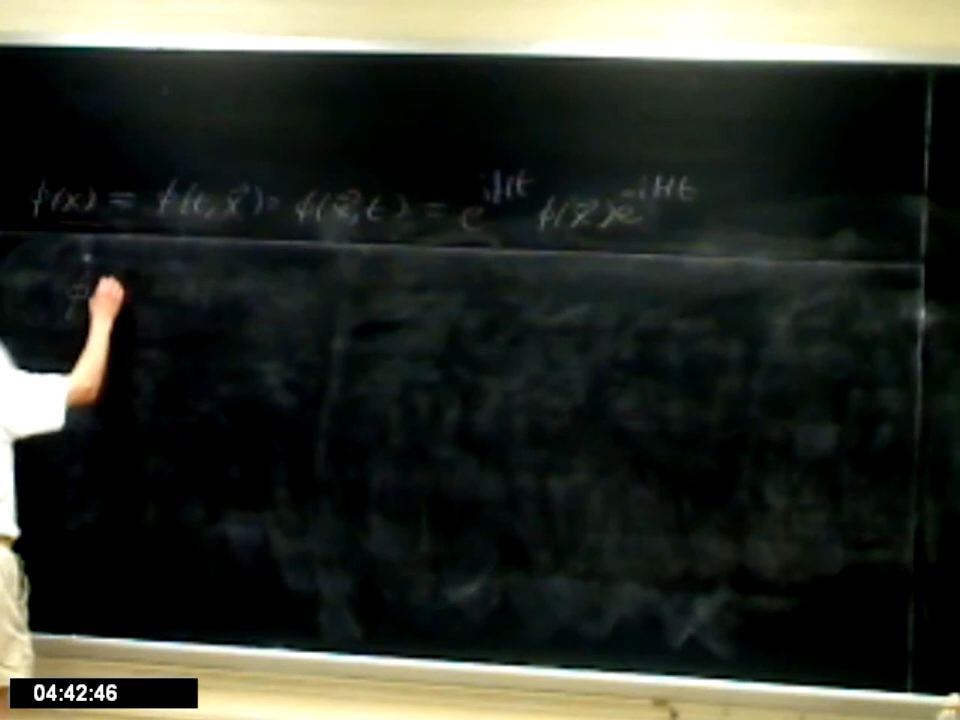 ϕ(x) = ϕ(t, x⃗) = ϕ(x⃗, t) = e^{iHt} ϕ(x⃗) e^{-iHt}
ϕ̇
04:42:46